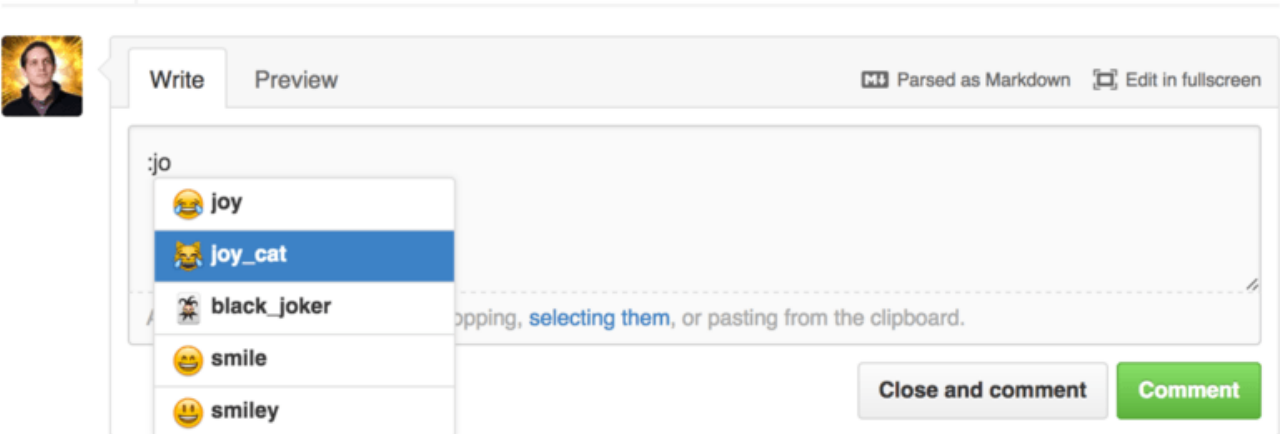 Write Preview Parsed as Markdown Edit in fullscreen
:jo
joy
joy_cat
black_joker
opping, selecting them, or pasting from the clipboard.
smile
Close and comment Comment
smiley